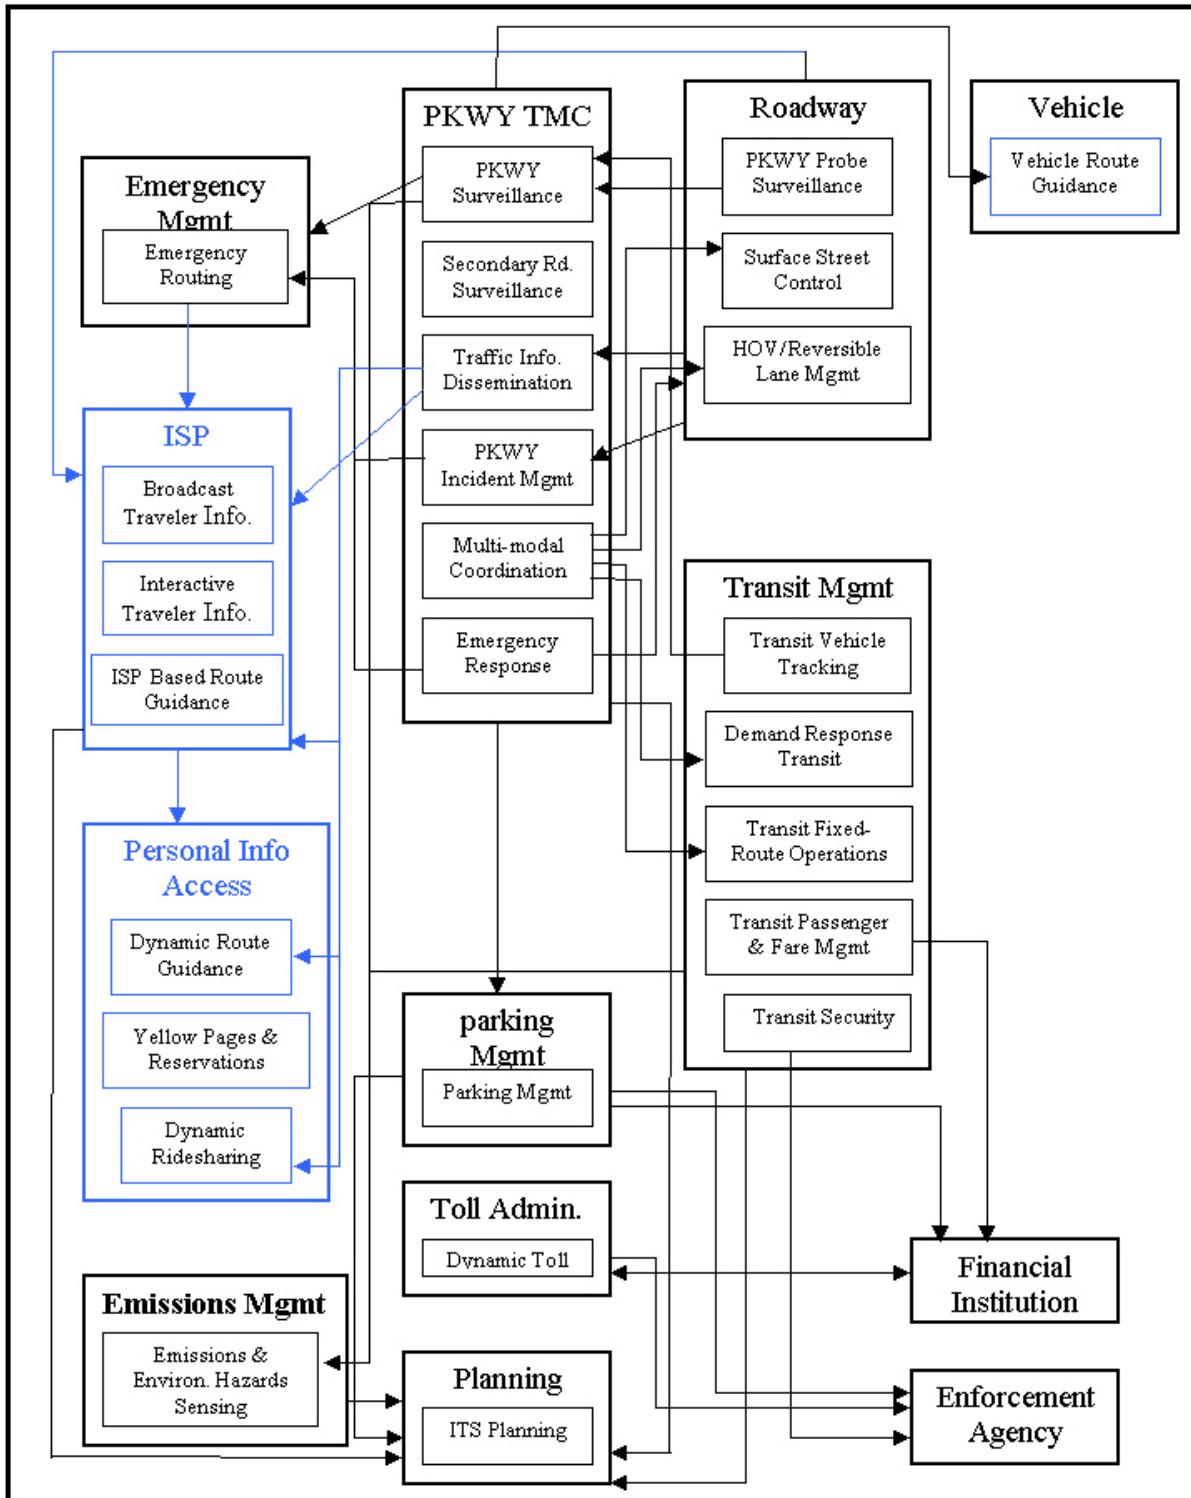 PKWY TMC
PKWY
Surveillance
Secondary Rd.
Surveillance
Traffic Info.
Dissemination
PKWY
Incident Mgmt
Multi-modal
Coordination
Emergency
Response
Roadway
PKWY Probe
Surveillance
Surface Street
Control
HOV/Reversible
Lane Mgmt
Vehicle
Vehicle Route
Guidance
Emergency
Mgmt
Emergency
Routing
ISP
Broadcast
Traveler Info.
Interactive
Traveler Info.
ISP Based Route
Guidance
Transit Mgmt
Transit Vehicle
Tracking
Demand Response
Transit
Transit Fixed-
Route Operations
Transit Passenger
& Fare Mgmt
Transit Security
Personal Info
Access
Dynamic Route
Guidance
Yellow Pages &
Reservations
Dynamic
Ridesharing
parking
Mgmt
Parking Mgmt
Toll Admin.
Dynamic Toll
Financial
Institution
Emissions Mgmt
Emissions &
Environ. Hazards
Sensing
Planning
ITS Planning
Enforcement
Agency